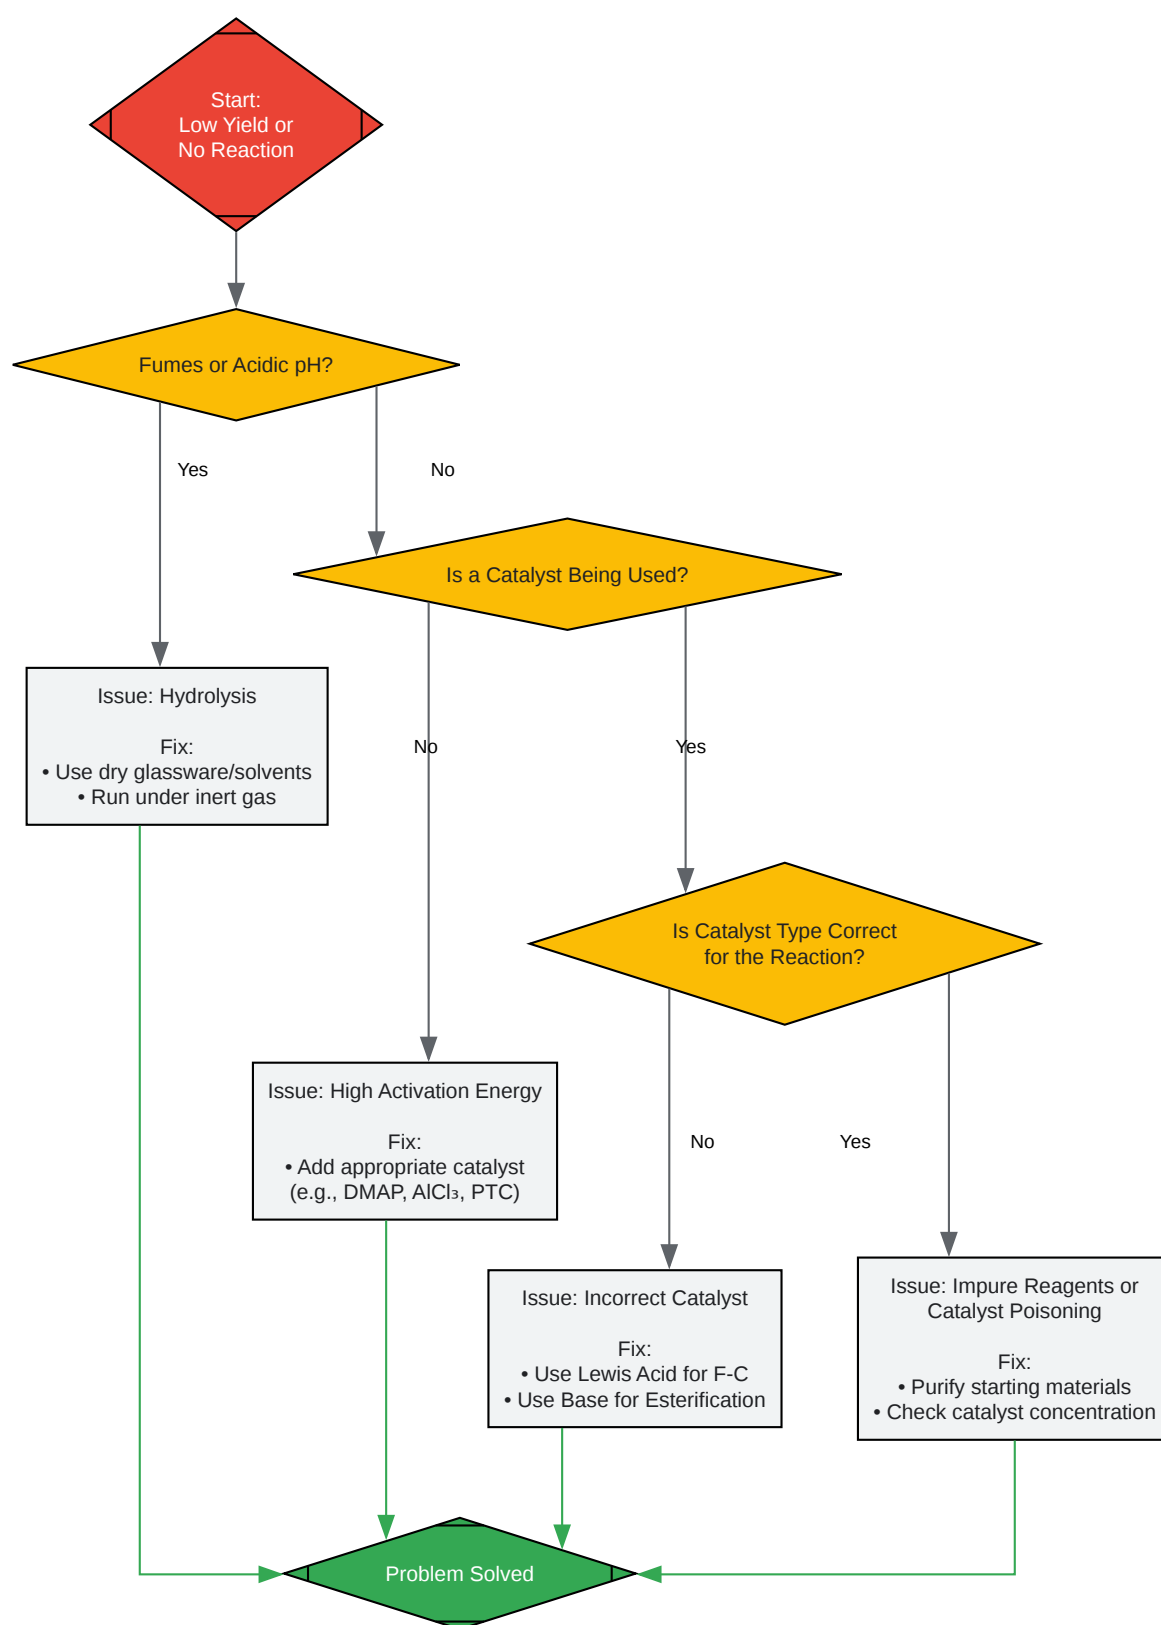 Start:
Low Yield or
No Reaction
Fumes or Acidic pH?
Yes
No
Is a Catalyst Being Used?
Issue: Hydrolysis
Fix:
• Use dry glassware/solvents
• Run under inert gas
No
Yes
Is Catalyst Type Correct
for the Reaction?
Issue: High Activation Energy
Fix:
• Add appropriate catalyst
(e.g., DMAP, AlCl₃, PTC)
No
Yes
Issue: Incorrect Catalyst
Fix:
• Use Lewis Acid for F-C
• Use Base for Esterification
Issue: Impure Reagents or
Catalyst Poisoning
Fix:
• Purify starting materials
• Check catalyst concentration
Problem Solved